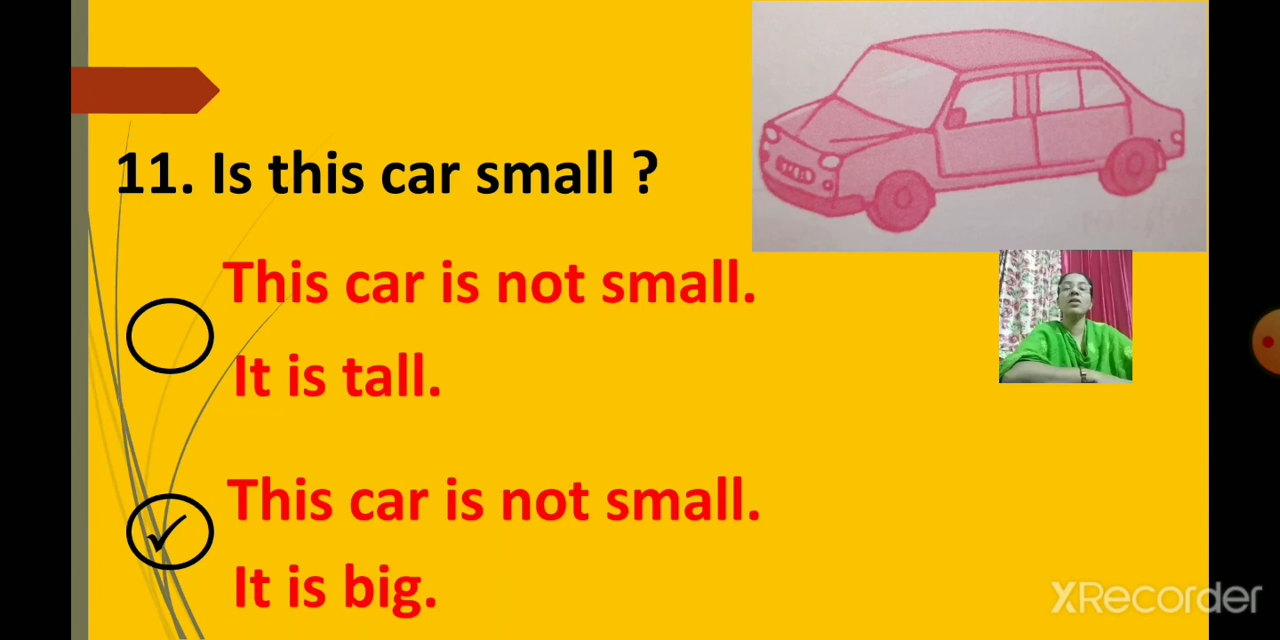 11. Is this car small ?
This car is not small.
It is tall.
This car is not small.
It is big.
XRecorder